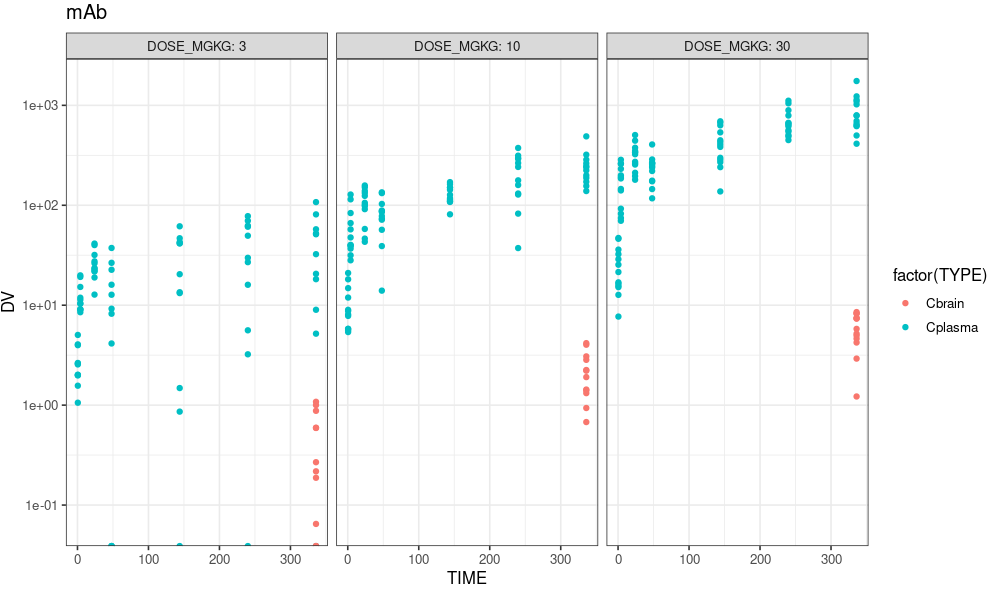 mAb
DOSE_MGKG: 3
DOSE_MGKG: 10
DOSE_MGKG: 30
1e+03
1e+02
1e+01
1e+00
1e-01
DV
0 100 200 300
0 100 200 300
0 100 200 300
TIME
factor(TYPE)
Cbrain
Cplasma